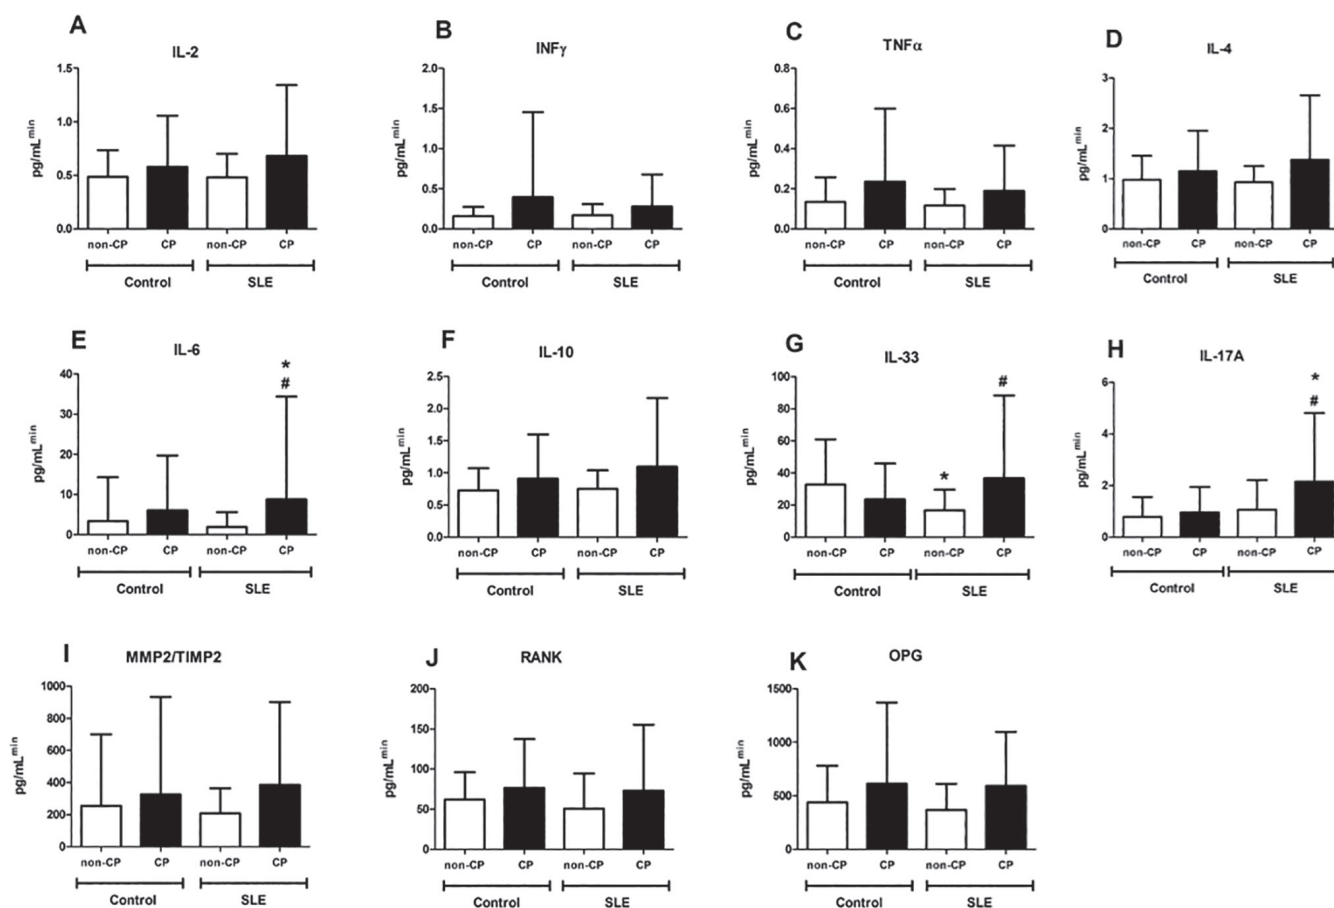 A
IL-2
pg/mL^min
1.5
1.0
0.5
0.0
non-CP CP non-CP CP
Control SLE
B
INFγ
pg/mL^min
2.0
1.5
1.0
0.5
0.0
non-CP CP non-CP CP
Control SLE
C
TNFα
pg/mL^min
0.8
0.6
0.4
0.2
0.0
non-CP CP non-CP CP
Control SLE
D
IL-4
pg/mL^min
3
2
1
0
non-CP CP non-CP CP
Control SLE
E
IL-6
pg/mL^min
40
30
20
10
0
*
#
non-CP CP non-CP CP
Control SLE
F
IL-10
pg/mL^min
2.5
2.0
1.5
1.0
0.5
0.0
non-CP CP non-CP CP
Control SLE
G
IL-33
pg/mL^min
100
80
60
40
20
0
#
*
non-CP CP non-CP CP
Control SLE
H
IL-17A
pg/mL^min
6
4
2
0
*
#
non-CP CP non-CP CP
Control SLE
I
MMP2/TIMP2
pg/mL^min
1000
800
600
400
200
0
non-CP CP non-CP CP
Control SLE
J
RANK
pg/mL^min
200
150
100
50
0
non-CP CP non-CP CP
Control SLE
K
OPG
pg/mL^min
1500
1000
500
0
non-CP CP non-CP CP
Control SLE